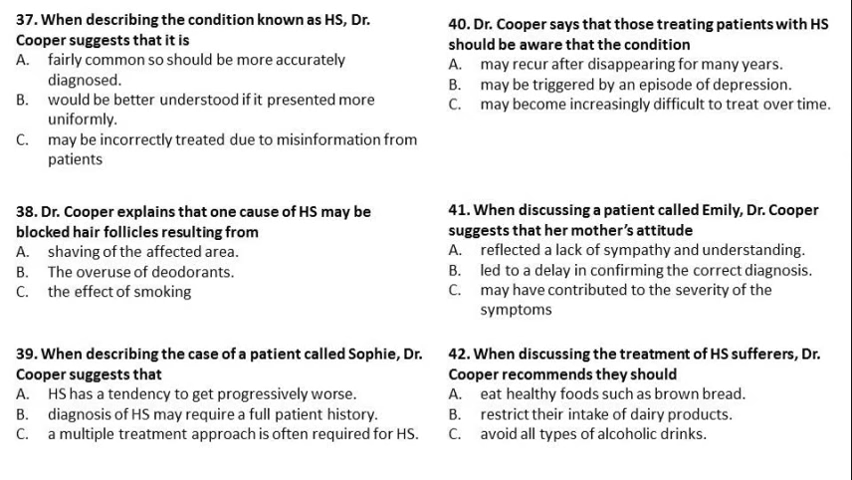 37. When describing the condition known as HS, Dr.
Cooper suggests that it is
A. fairly common so should be more accurately
diagnosed.
B. would be better understood if it presented more
uniformly.
C. may be incorrectly treated due to misinformation from
patients
38. Dr. Cooper explains that one cause of HS may be
blocked hair follicles resulting from
A. shaving of the affected area.
B. The overuse of deodorants.
C. the effect of smoking
39. When describing the case of a patient called Sophie, Dr.
Cooper suggests that
A. HS has a tendency to get progressively worse.
B. diagnosis of HS may require a full patient history.
C. a multiple treatment approach is often required for HS.
40. Dr. Cooper says that those treating patients with HS
should be aware that the condition
A. may recur after disappearing for many years.
B. may be triggered by an episode of depression.
C. may become increasingly difficult to treat over time.
41. When discussing a patient called Emily, Dr. Cooper
suggests that her mother's attitude
A. reflected a lack of sympathy and understanding.
B. led to a delay in confirming the correct diagnosis.
C. may have contributed to the severity of the
symptoms
42. When discussing the treatment of HS sufferers, Dr.
Cooper recommends they should
A. eat healthy foods such as brown bread.
B. restrict their intake of dairy products.
C. avoid all types of alcoholic drinks.